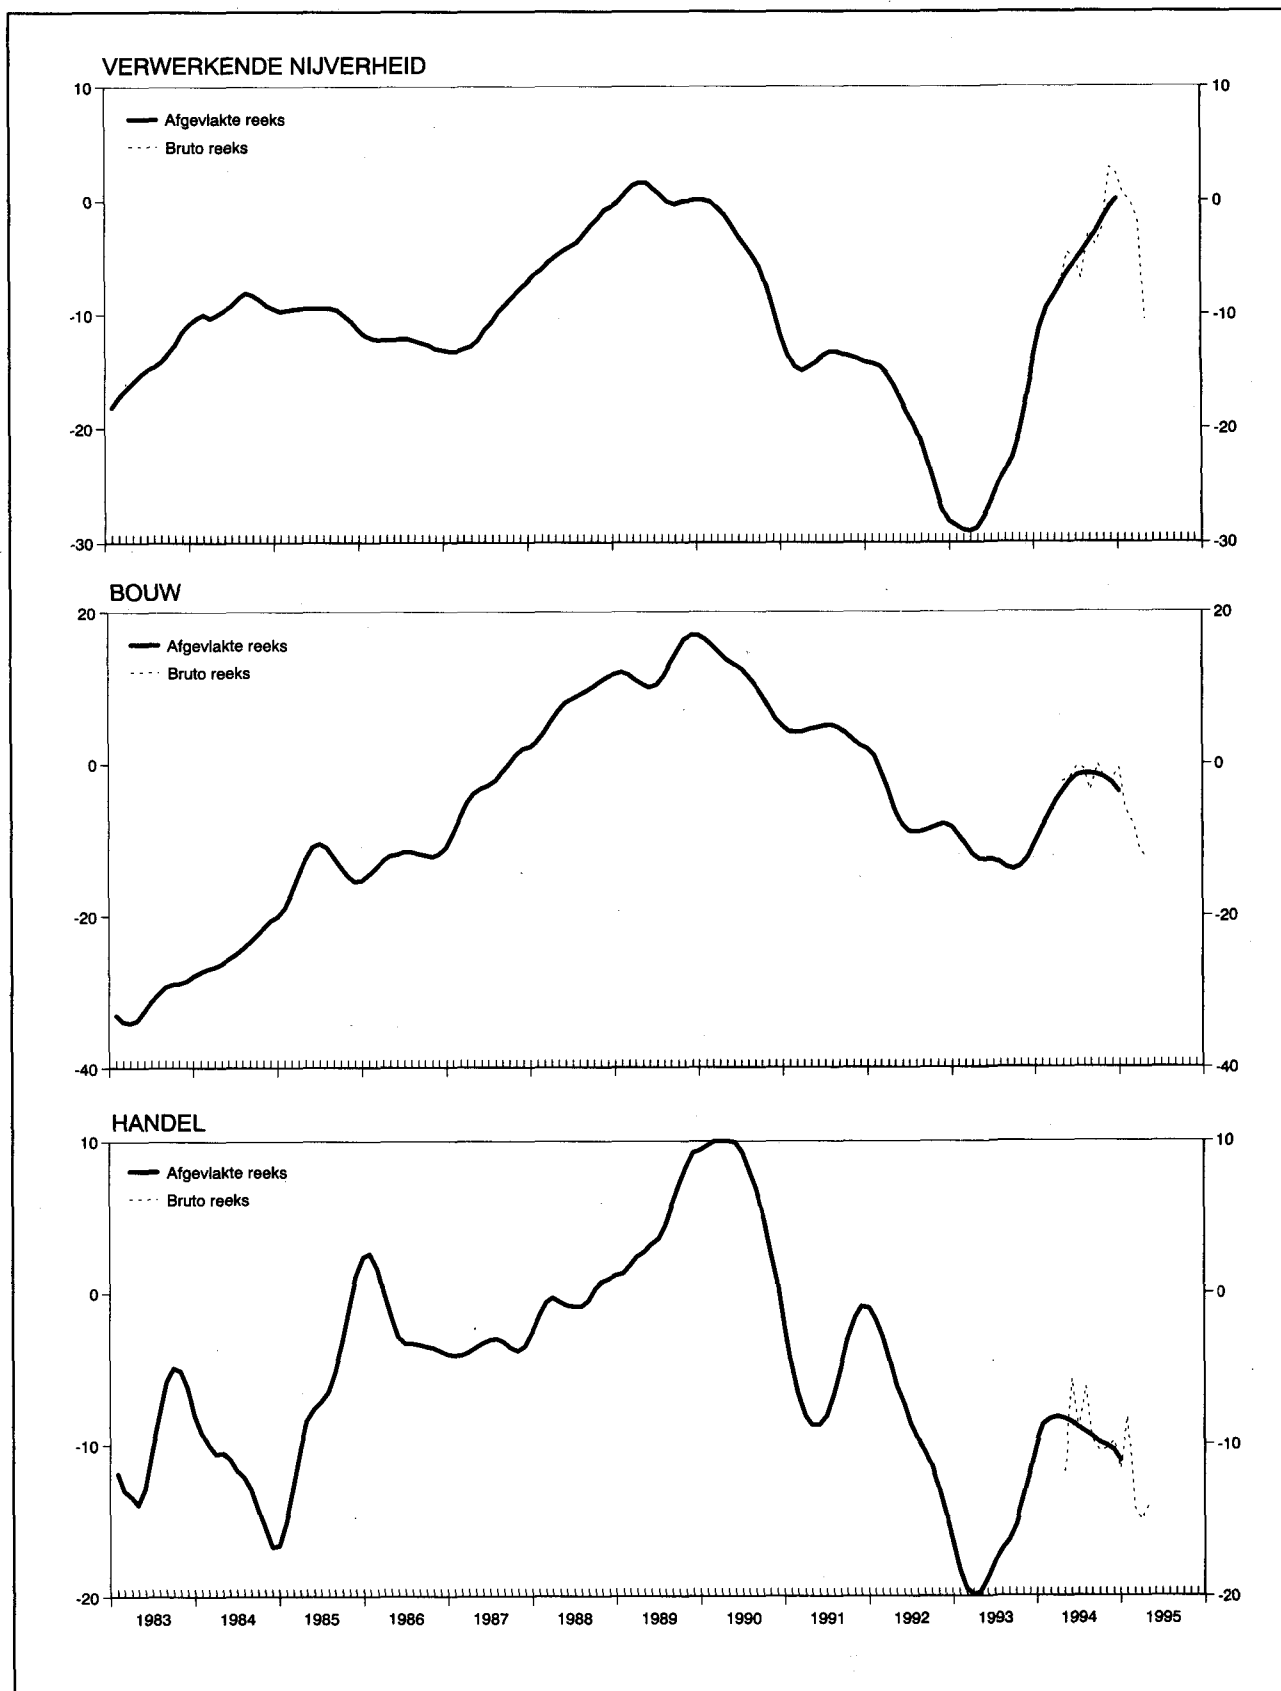 VERWERKENDE NIJVERHEID
10
10
Afgevlakte reeks
Bruto reeks
0
0
-10
-10
-20
-20
-30
-30
BOUW
20
20
Afgevlakte reeks
Bruto reeks
0
0
-20
-20
-40
-40
HANDEL
10
10
Afgevlakte reeks
Bruto reeks
0
0
-10
-10
-20
-20
1983 1984 1985 1986 1987 1988 1989 1990 1991 1992 1993 1994 1995